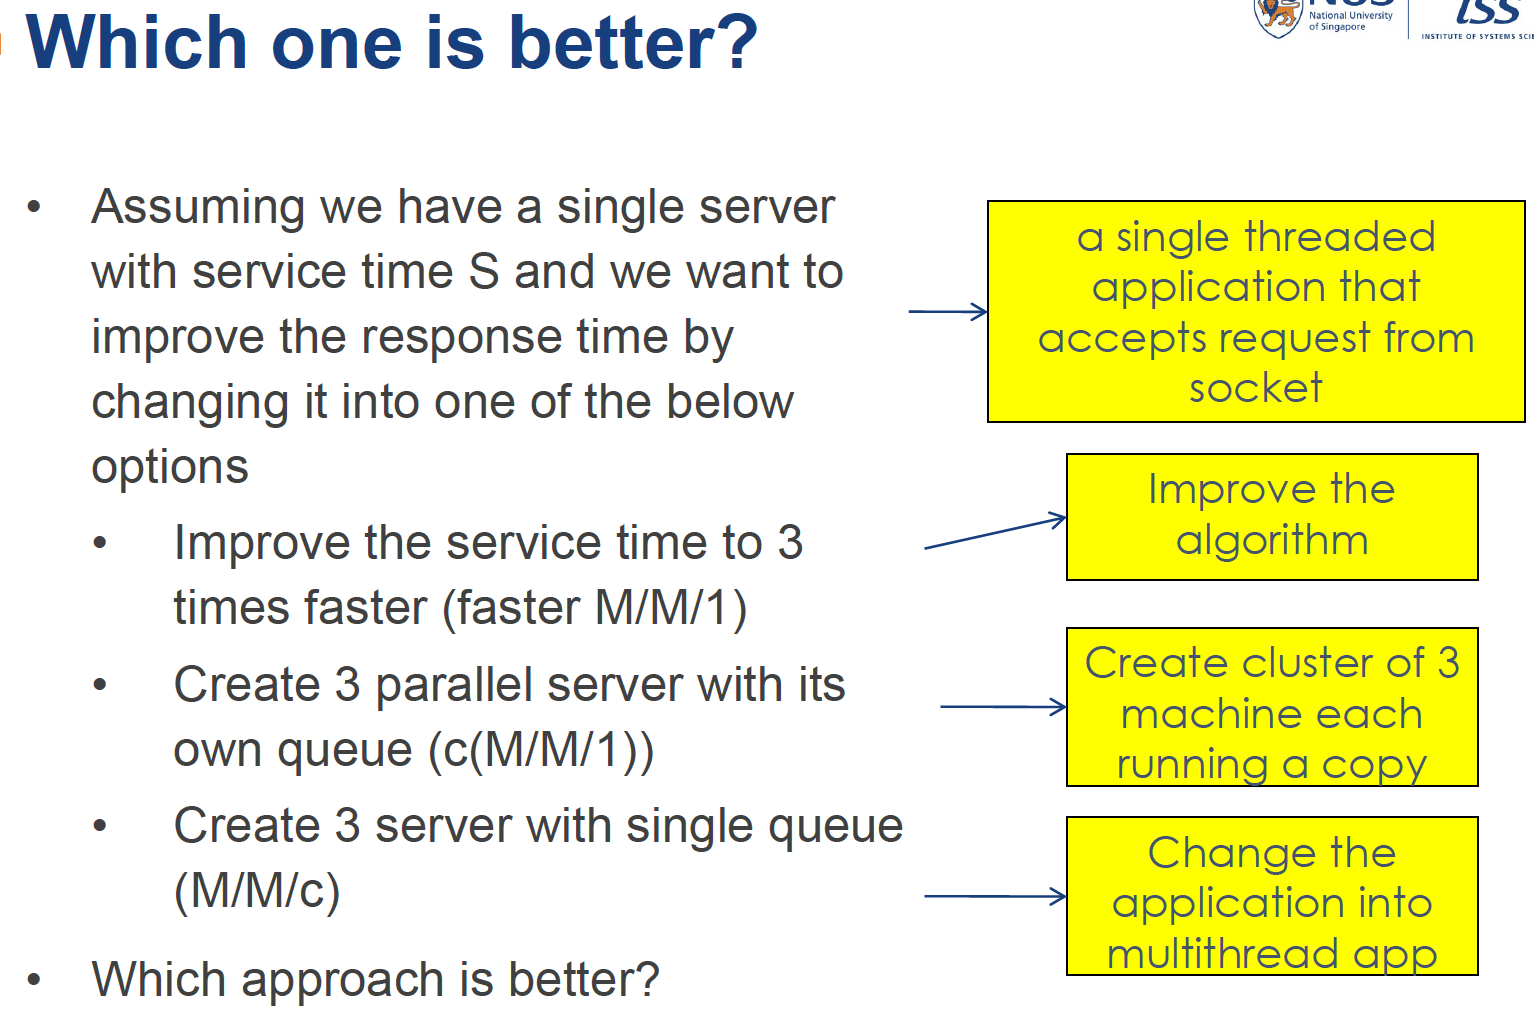 Which one is better?
NUS
National University
of Singapore
iss
INSTITUTE OF SYSTEMS
• Assuming we have a single server
with service time S and we want to
improve the response time by
changing it into one of the below
options
• Improve the service time to 3
times faster (faster M/M/1)
• Create 3 parallel server with its
own queue (c(M/M/1))
• Create 3 server with single queue
(M/M/c)
• Which approach is better?
a single threaded
application that
accepts request from
socket
Improve the
algorithm
Create cluster of 3
machine each
running a copy
Change the
application into
multithread app